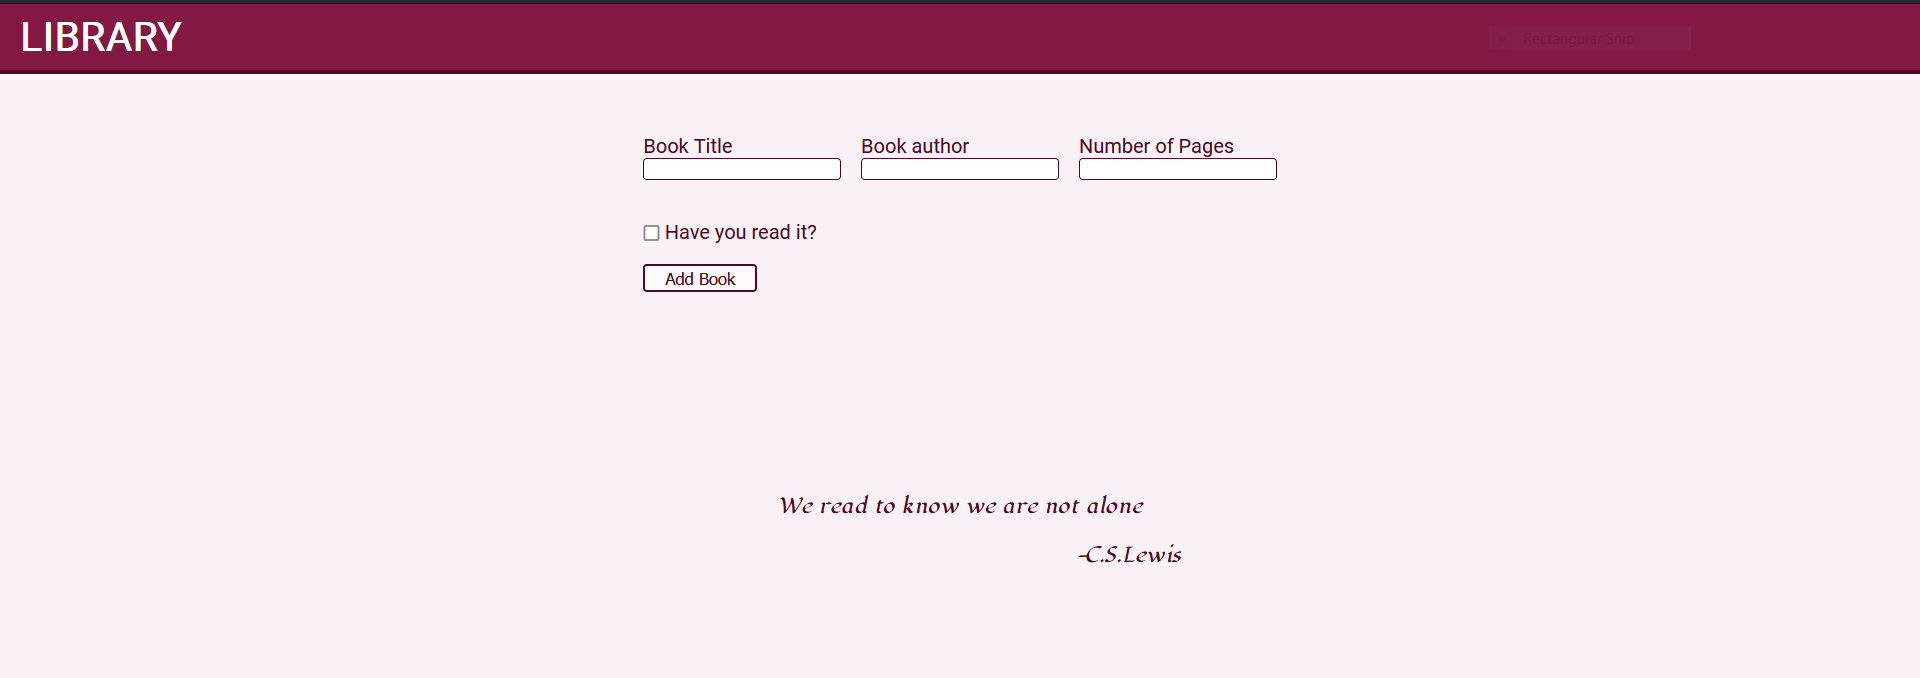 LIBRARY
Rectangular Snip
Book Title Book author Number of Pages
Have you read it?
Add Book
We read to know we are not alone
-C.S.Lewis